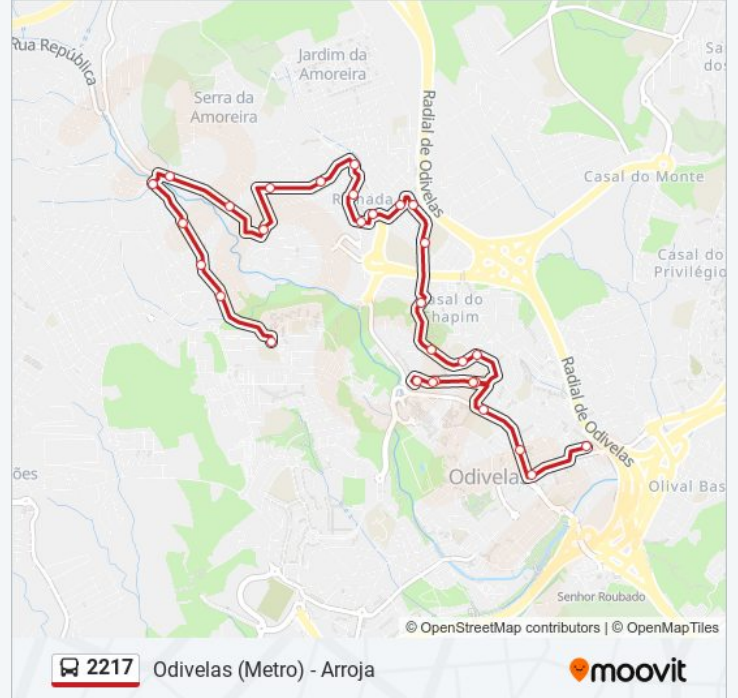 Rua República
Jardim da
Amoreira
Serra da
Amoreira
Radial de Odivelas
Casal do Monte
Casal do
Privilégio
Casal do
Chapim
Radial de Odivelas
Odivelas
Olival Bas
Senhor Roubado
ões
© OpenStreetMap contributors | © OpenMapTiles
2217 Odivelas (Metro) - Arroja
moovit